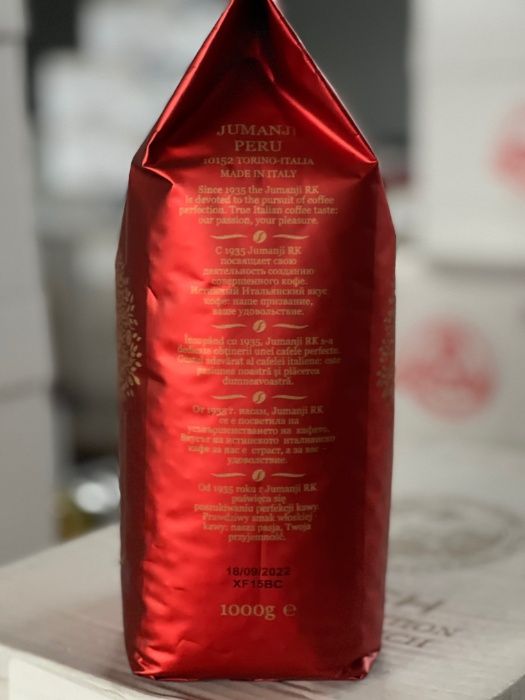 JUMANJI
PERU
10152 TORINO-ITALIA
MADE IN ITALY
Since 1935 the Jumanji RK
is devoted to the pursuit of coffee
perfection. True Italian coffee taste:
our passion, your pleasure.
С 1935 Jumanji RK
посвящает свою
деятельность созданию
совершенного кофе.
Истинный Итальянский вкус
кофе: наше призвание,
ваше удовольствие.
Începând cu 1935, Jumanji RK s-a
dedicate obținerii unei cafele perfecte.
Gustul adevărat al cafelei italiene: este
pasiunea noastră și plăcerea
dumneavoastră.
От 1935 г. насам, Jumanji RK
се е посветила на
усъвършенстването на кафето.
Вкусът на истинското италианско
кафе за нас е страст, а за вас -
удоволствие.
Od 1935 roku z Jumanji RK
poświęca się
poszukiwaniu perfekcji kawy.
Prawdziwy smak włoskiej
kawy: nasza pasja, Twoja
przyjemność.
18/09/2022
XF15BC
1000g e